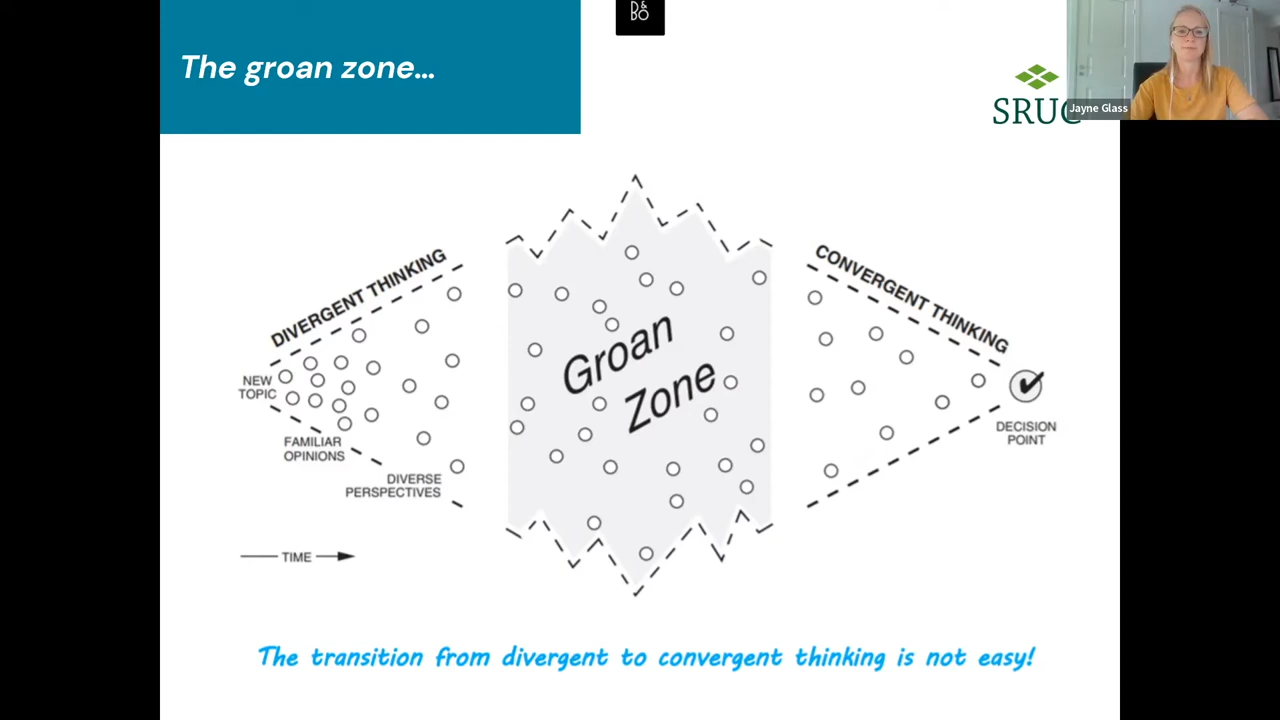 D&
BO
The groan zone...
SRUC
Jayne Glass
DIVERGENT THINKING
CONVERGENT THINKING
Groan
Zone
NEW
TOPIC
FAMILIAR
OPINIONS
DIVERSE
PERSPECTIVES
DECISION
POINT
TIME
The transition from divergent to convergent thinking is not easy!